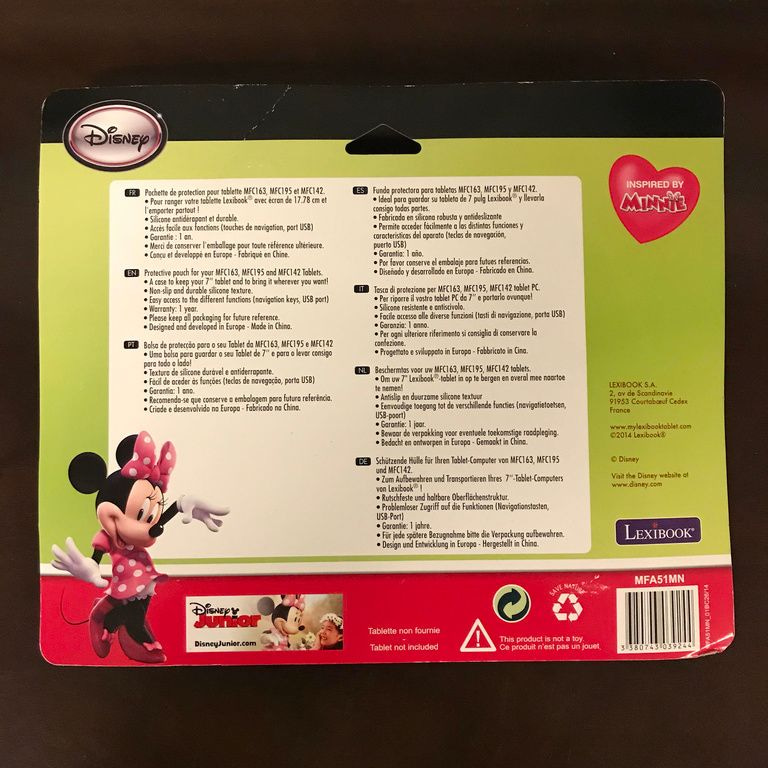 Disney
INSPIRED BY
MINNIE
FR
Pochette de protection pour tablette MFC163, MFC195 et MFC142.
• Pour ranger votre tablette Lexibook® avec écran de 17.78 cm et
l'emporter partout !
• Silicone antidérapant et durable.
• Accès facile aux fonctions (touches de navigation, port USB)
• Garantie : 1 an.
• Merci de conserver l'emballage pour toute référence ultérieure.
• Concu et developpé en Europe - Fabriqué en Chine.
EN
Protective pouch for your MFC163, MFC195 and MFC142 Tablets.
• A case to keep your 7" tablet and to bring it wherever you want!
• Non-slip and durable silicone texture.
• Easy access to the different functions (navigation keys, USB port)
• Warranty: 1 year.
• Please keep all packaging for future reference.
• Designed and developed in Europe - Made in China.
PT
Bolsa de protecção para o seu Tablet da MFC163, MFC195 e MFC142
• Uma bolsa para guardar o seu Tablet de 7" e para o levar consigo
para todo o lado!
• Textura de silicone durável e antiderrapante.
• Fácil de aceder às funções (teclas de navegação, porta USB)
• Garantia: 1 ano.
• Recomenda-se que conserve a embalagem para futura referência.
• Criado e desenvolvido na Europa - Fabricado na China.
ES
Funda protectora para tabletas MFC163, MFC195 y MFC142.
• Ideal para guardar su tableta de 7 pulg Lexibook® y llevarla
consigo todas partes.
• Fabricado en silicona robusta y antideslizante
• Permite acceder fácilmente a las distintas funciones y
características del aparato (teclas de navegación,
puerto USB)
• Garantía: 1 año.
• Por favor conserve el embalaje para futuras referencias.
• Diseñado y desarrollado en Europa - Fabricado en China.
IT
Tasca di protezione per MFC163, MFC195, MFC142 tablet PC.
• Per riporre il vostro tablet PC da 7" e portarlo ovunque!
• Silicone resistente e antiscivolo.
• Facile accesso alle diverse funzioni (tasti di navigazione, porta USB)
• Garanzia: 1 anno.
• Per ogni ulteriore riferimento si consiglia di conservare la
confezione.
• Progettato e sviluppato in Europa - Fabbricato in Cina.
NL
Beschermtas voor uw MFC163, MFC195, MFC142 tablets.
• Om uw 7" Lexibook®-tablet in op te bergen en overal mee naartoe
te nemen!
• Antislip en duurzame silicone textuur
• Eenvoudige toegang tot de verschillende functies (navigatietoetsen,
USB-poort)
• Garantie: 1 jaar.
• Bewaar de verpakking voor eventuele toekomstige raadpleging.
• Bedacht en ontworpen in Europa - Gemaakt in China.
DE
Schützende Hülle für Ihren Tablet-Computer von MFC163, MFC195
und MFC142.
• Zum Aufbewahren und Transportieren Ihres 7"-Tablet-Computers
von Lexibook® !
• Rutschfeste und haltbare Oberflächenstruktur.
• Problemloser Zugriff auf die Funktionen (Navigationstasten,
USB-Port)
• Garantie: 1 jahre.
• Für jede spätere Bezugnahme bitte die Verpackung aufbewahren.
• Design und Entwicklung in Europa - Hergestellt in China.
LEXIBOOK S.A.
2, av de Scandinavie
91953 Courtabœuf Cedex
France
www.mylexibooktablet.com
©2014 Lexibook®
© Disney
Visit the Disney website at
www.disney.com
LEXIBOOK®
Disney
Junior
DisneyJunior.com
Tablette non fournie
Tablet not included
SAVE NATURE
This product is not a toy.
Ce produit n'est pas un jouet.
MFA51MN
3 380743 039244